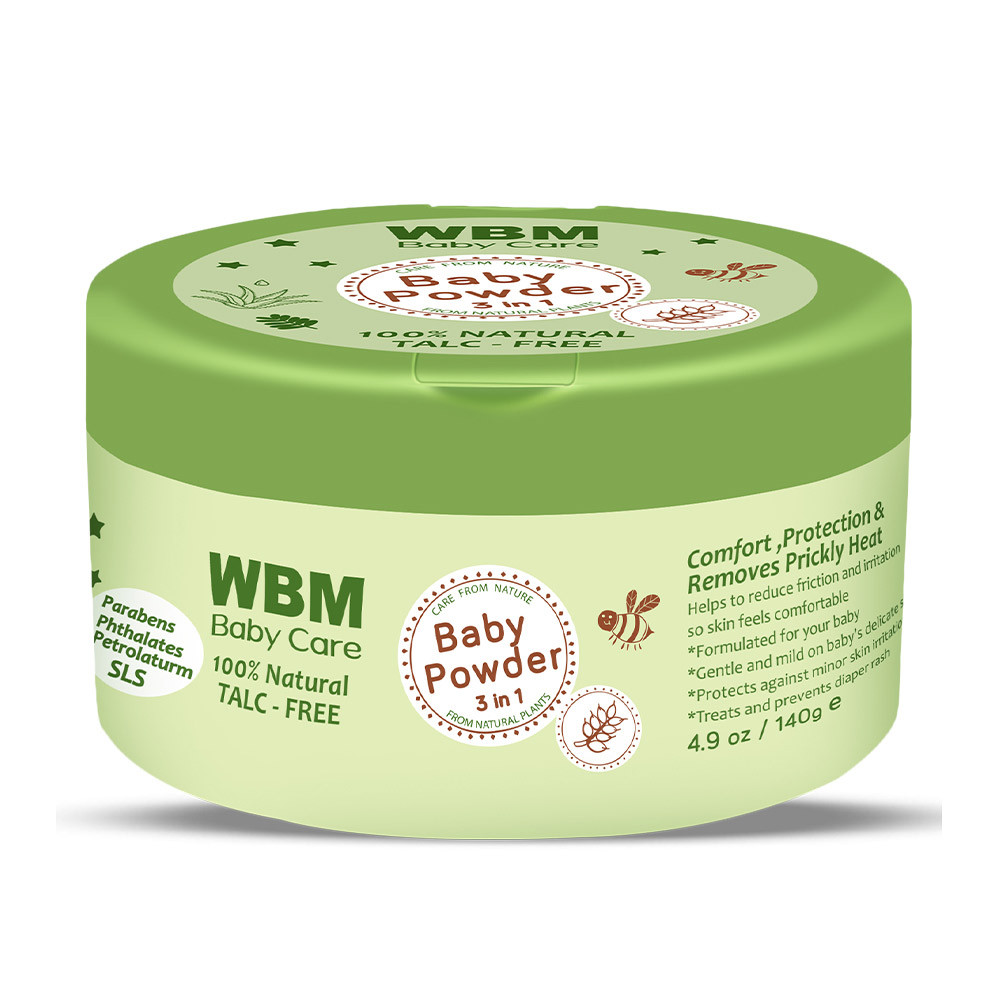 WBM
Baby Care
CARE FROM NATURE
Baby
Powder
3 in 1
FROM NATURAL PLANTS
100% NATURAL
TALC - FREE
Parabens
Phthalates
Petrolaturm
SLS
WBM
Baby Care
100% Natural
TALC - FREE
CARE FROM NATURE
Baby
Powder
3 in 1
FROM NATURAL PLANTS
Comfort ,Protection &
Removes Prickly Heat
Helps to reduce friction and irritation
so skin feels comfortable
*Formulated for your baby
*Gentle and mild on baby's delicate
*Protects against minor skin
*Treats and prevents diaper rash
4.9 oz / 140g e